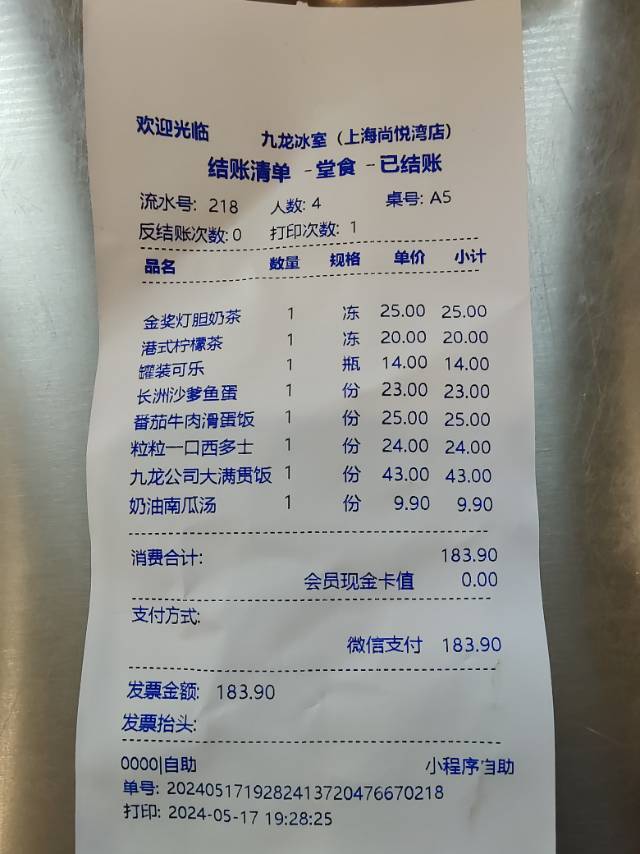 欢迎光临 九龙冰室（上海尚悦湾店）
结账清单 -堂食 -已结账
流水号: 218 人数: 4 桌号: A5
反结账次数: 0 打印次数: 1
品名 数量 规格 单价 小计
金奖灯胆奶茶 1 冻 25.00 25.00
港式柠檬茶 1 冻 20.00 20.00
罐装可乐 1 瓶 14.00 14.00
长洲沙爹鱼蛋 1 份 23.00 23.00
番茄牛肉滑蛋饭 1 份 25.00 25.00
粒粒一口西多士 1 份 24.00 24.00
九龙公司大满贯饭 1 份 43.00 43.00
奶油南瓜汤 1 份 9.90 9.90
消费合计: 183.90
会员现金卡值 0.00
支付方式:
微信支付 183.90
发票金额: 183.90
发票抬头:
0000|自助 小程序自助
单号: 2024051719282413720476670218
打印: 2024-05-17 19:28:25